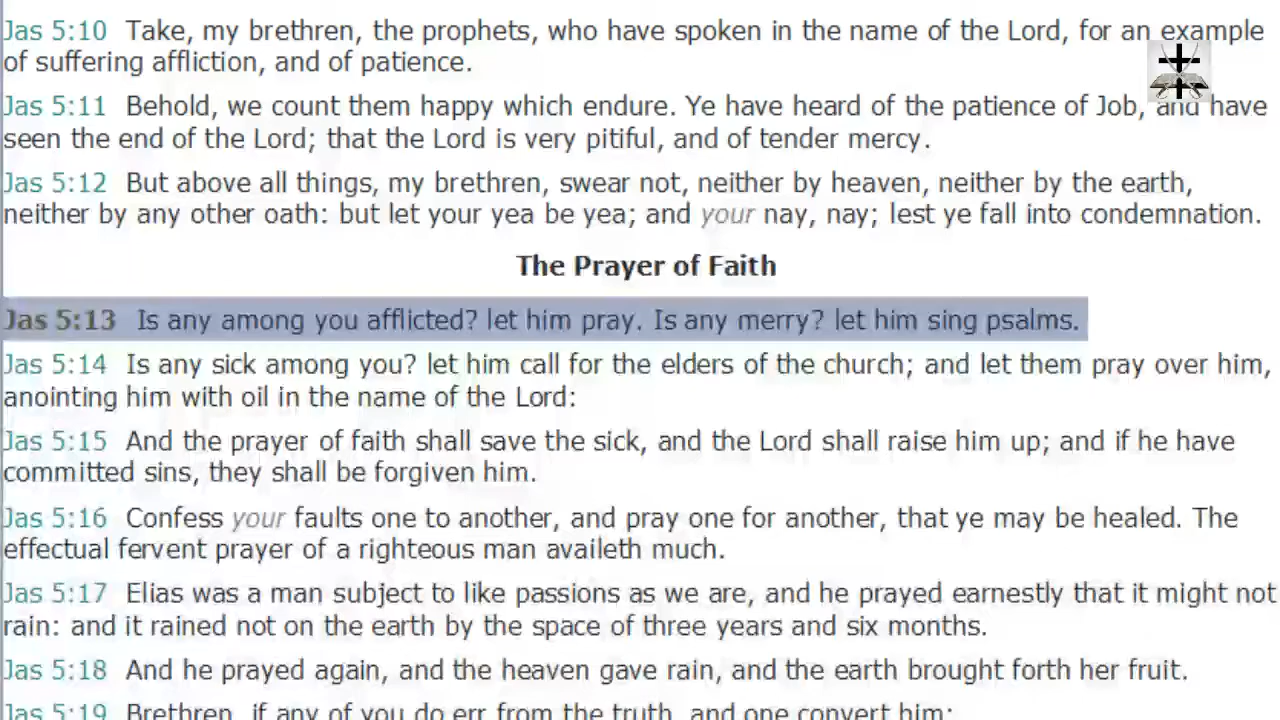 Jas 5:10 Take, my brethren, the prophets, who have spoken in the name of the Lord, for an example
of suffering affliction, and of patience.
Jas 5:11 Behold, we count them happy which endure. Ye have heard of the patience of Job, and have
seen the end of the Lord; that the Lord is very pitiful, and of tender mercy.
Jas 5:12 But above all things, my brethren, swear not, neither by heaven, neither by the earth,
neither by any other oath: but let your yea be yea; and your nay, nay; lest ye fall into condemnation.
The Prayer of Faith
Jas 5:13 Is any among you afflicted? let him pray. Is any merry? let him sing psalms.
Jas 5:14 Is any sick among you? let him call for the elders of the church; and let them pray over him,
anointing him with oil in the name of the Lord:
Jas 5:15 And the prayer of faith shall save the sick, and the Lord shall raise him up; and if he have
committed sins, they shall be forgiven him.
Jas 5:16 Confess your faults one to another, and pray one for another, that ye may be healed. The
effectual fervent prayer of a righteous man availeth much.
Jas 5:17 Elias was a man subject to like passions as we are, and he prayed earnestly that it might not
rain: and it rained not on the earth by the space of three years and six months.
Jas 5:18 And he prayed again, and the heaven gave rain, and the earth brought forth her fruit.
Jas 5:19 Brethren, if any of you do err from the truth, and one convert him;